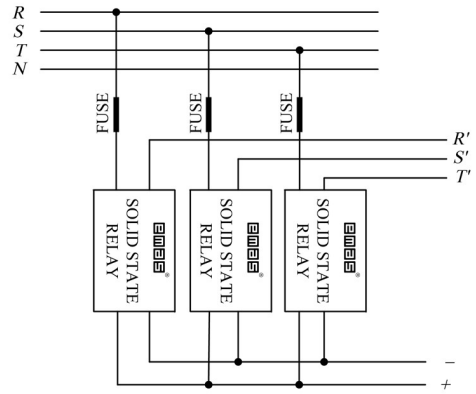 R
S
T
N
FUSE
FUSE
FUSE
R'
S'
T'
SOLID STATE
RELAY
SOLID STATE
RELAY
SOLID STATE
RELAY
−
+